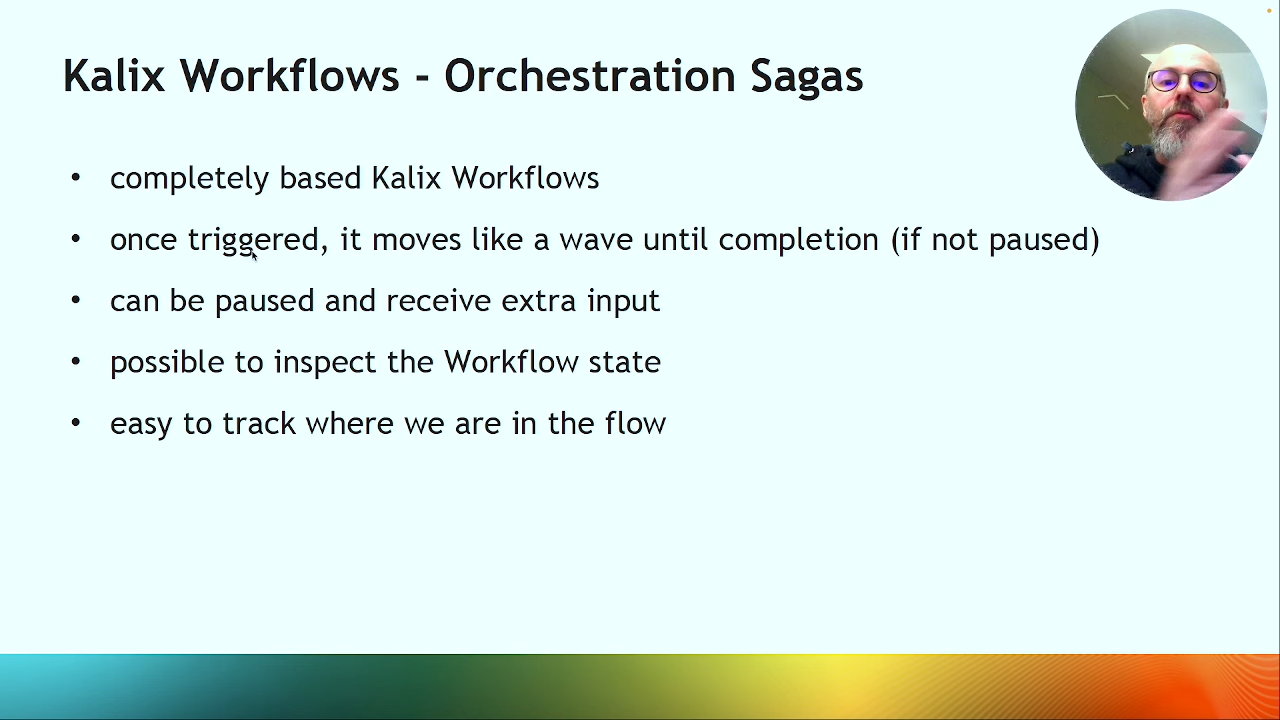 Kalix Workflows - Orchestration Sagas
• completely based Kalix Workflows
• once triggered, it moves like a wave until completion (if not paused)
• can be paused and receive extra input
• possible to inspect the Workflow state
• easy to track where we are in the flow